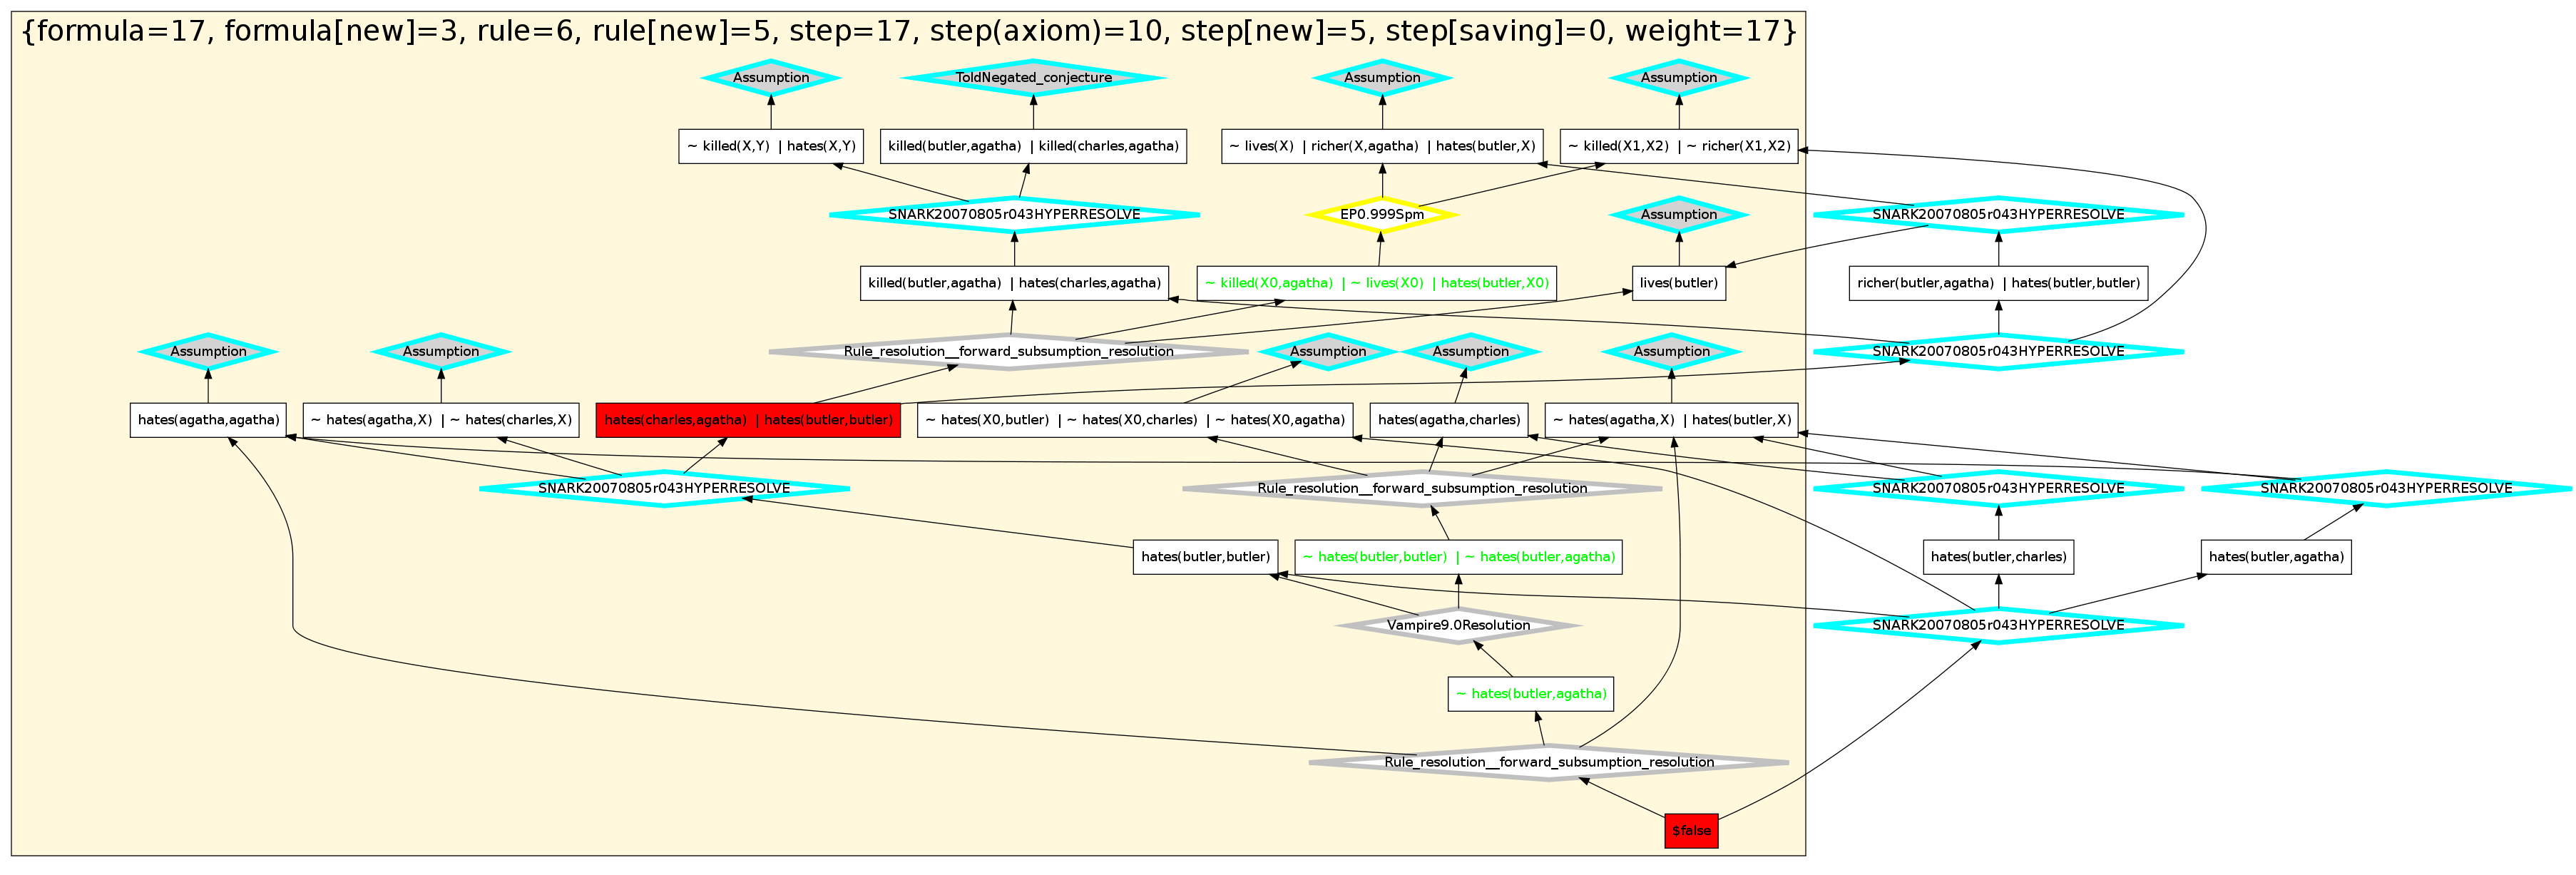 {formula=17, formula[new]=3, rule=6, rule[new]=5, step=17, step(axiom)=10, step[new]=5, step[saving]=0, weight=17}
Assumption
ToldNegated_conjecture
Assumption
Assumption
~ killed(X,Y) | hates(X,Y)
killed(butler,agatha) | killed(charles,agatha)
~ lives(X) | richer(X,agatha) | hates(butler,X)
~ killed(X1,X2) | ~ richer(X1,X2)
SNARK20070805r043HYPERRESOLVE
EP0.999Spm
Assumption
SNARK20070805r043HYPERRESOLVE
killed(butler,agatha) | hates(charles,agatha)
~ killed(X0,agatha) | ~ lives(X0) | hates(butler,X0)
lives(butler)
richer(butler,agatha) | hates(butler,butler)
Assumption
Assumption
Rule_resolution__forward_subsumption_resolution
Assumption
Assumption
Assumption
SNARK20070805r043HYPERRESOLVE
hates(agatha,agatha)
~ hates(agatha,X) | ~ hates(charles,X)
hates(charles,agatha) | hates(butler,butler)
~ hates(X0,butler) | ~ hates(X0,charles) | ~ hates(X0,agatha)
hates(agatha,charles)
~ hates(agatha,X) | hates(butler,X)
SNARK20070805r043HYPERRESOLVE
Rule_resolution__forward_subsumption_resolution
SNARK20070805r043HYPERRESOLVE
SNARK20070805r043HYPERRESOLVE
hates(butler,butler)
~ hates(butler,butler) | ~ hates(butler,agatha)
hates(butler,charles)
hates(butler,agatha)
Vampire9.0Resolution
SNARK20070805r043HYPERRESOLVE
~ hates(butler,agatha)
Rule_resolution__forward_subsumption_resolution
$false